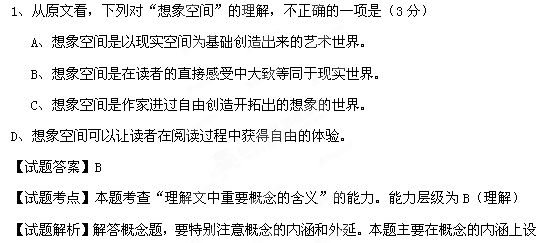 1、从原文看，下列对“想象空间”的理解，不正确的一项是（3分）
A、想象空间是以现实空间为基础创造出来的艺术世界。
B、想象空间是在读者的直接感受中大致等同于现实世界。
C、想象空间是作家进过自由创造开拓出的想象的世界。
D、想象空间可以让读者在阅读过程中获得自由的体验。
【试题答案】B
【试题考点】本题考查“理解文中重要概念的含义”的能力。能力层级为B（理解）
【试题解析】解答概念题，要特别注意概念的内涵和外延。本题主要在概念的内涵上设